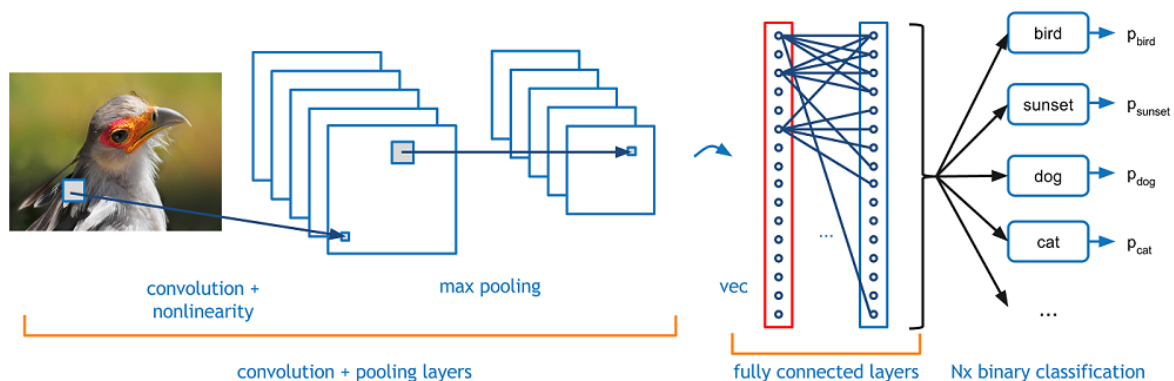 bird
p_bird
sunset
p_sunset
dog
p_dog
cat
p_cat
...
...
convolution +
nonlinearity
max pooling
vec
convolution + pooling layers
fully connected layers
Nx binary classification